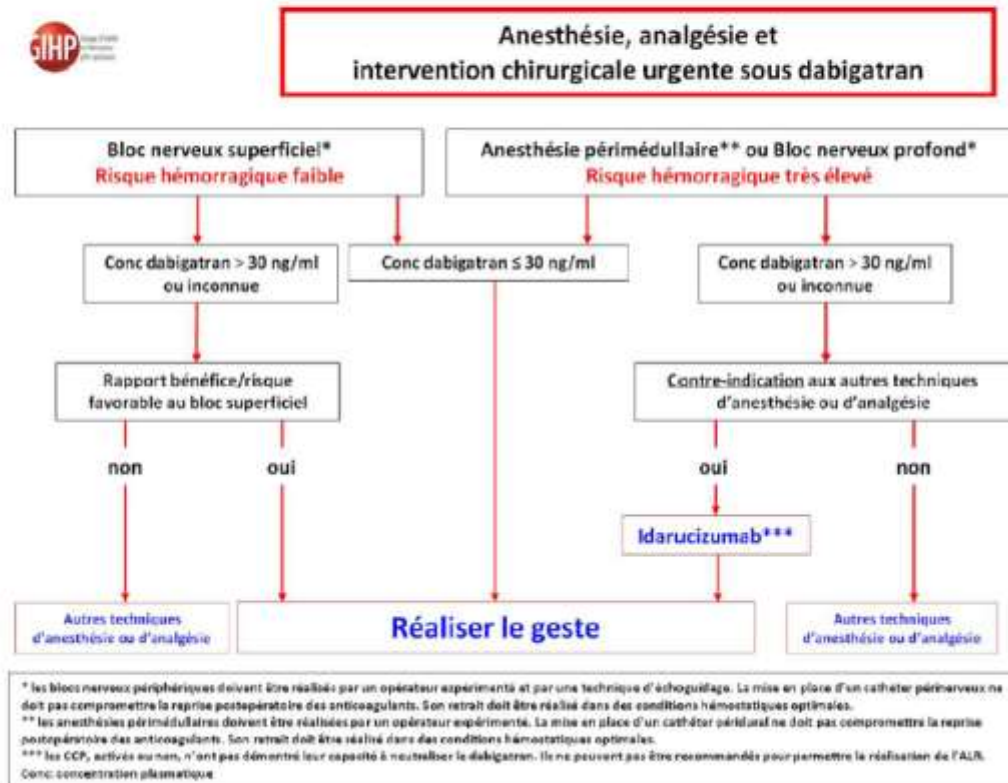 GIHP
Anesthésie, analgésie et
intervention chirurgicale urgente sous dabigatran
Bloc nerveux superficiel*
Risque hémorragique faible
Anesthésie périmédullaire** ou Bloc nerveux profond*
Risque hémorragique très élevé
Conc dabigatran > 30 ng/ml
ou inconnue
Conc dabigatran ≤ 30 ng/ml
Conc dabigatran > 30 ng/ml
ou inconnue
Rapport bénéfice/risque
favorable au bloc superficiel
Contre-indication aux autres techniques
d'anesthésie ou d'analgésie
non
oui
oui
non
Idarucizumab***
Autres techniques
d'anesthésie ou d'analgésie
Réaliser le geste
Autres techniques
d'anesthésie ou d'analgésie
* les blocs nerveux périphériques doivent être réalisés par un opérateur expérimenté et par une technique d'échoguidage. La mise en place d'un cathéter périnerveux ne
doit pas compromettre la reprise postopératoire des anticoagulants. Son retrait doit être réalisé dans des conditions hémostatiques optimales.
** les anesthésies périmédullaires doivent être réalisées par un opérateur expérimenté. La mise en place d'un cathéter péridural ne doit pas compromettre la reprise
postopératoire des anticoagulants. Son retrait doit être réalisé dans des conditions hémostatiques optimales.
*** les CCP, activés ou non, n'ont pas démontré leur capacité à neutraliser le dabigatran. Ils ne peuvent pas être recommandés pour permettre la réalisation de l'ALR.
Conc: concentration plasmatique